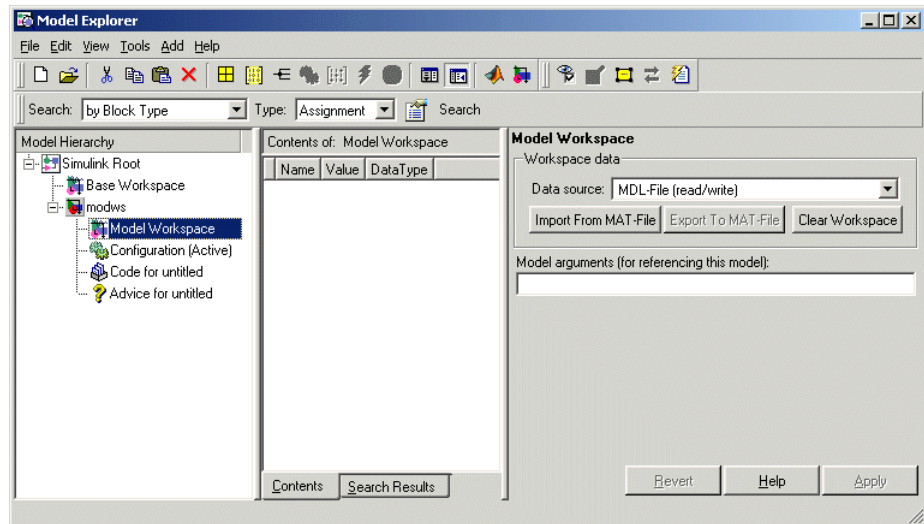 Model Explorer
File Edit View Tools Add Help
Search: by Block Type Type: Assignment Search
Model Hierarchy
Simulink Root
Base Workspace
modws
Model Workspace
Configuration (Active)
Code for untitled
Advice for untitled
Contents of: Model Workspace
Name Value DataType
Contents Search Results
Model Workspace
Workspace data
Data source: MDL-File (read/write)
Import From MAT-File Export To MAT-File Clear Workspace
Model arguments (for referencing this model):
Revert Help Apply